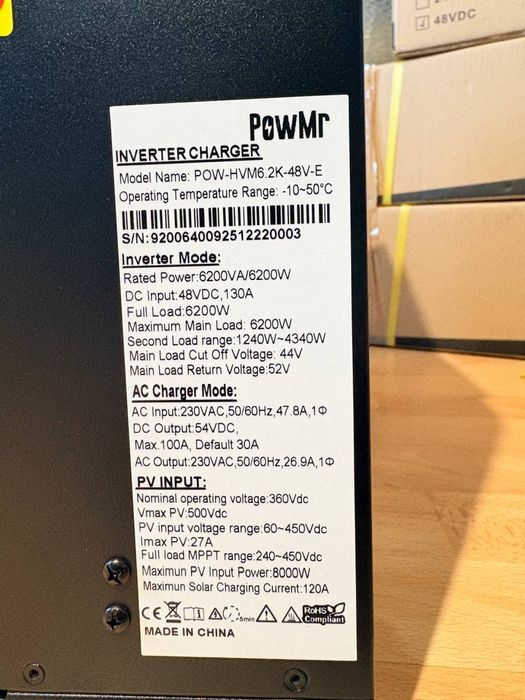 48VDC
PowMr
INVERTER CHARGER
Model Name: POW-HVM6.2K-48V-E
Operating Temperature Range: -10~50°C
S/N:9200640092512220003
Inverter Mode:
Rated Power:6200VA/6200W
DC Input:48VDC,130A
Full Load:6200W
Maximum Main Load: 6200W
Second Load range:1240W~4340W
Main Load Cut Off Voltage: 44V
Main Load Return Voltage:52V
AC Charger Mode:
AC Input:230VAC,50/60Hz,47.8A,1Φ
DC Output:54VDC,
Max.100A, Default 30A
AC Output:230VAC,50/60Hz,26.9A,1Φ
PV INPUT:
Nominal operating voltage:360Vdc
Vmax PV:500Vdc
PV input voltage range:60~450Vdc
Imax PV:27A
Full load MPPT range:240~450Vdc
Maximun PV Input Power:8000W
Maximun Solar Charging Current:120A
CE 5min RoHS Compliant
MADE IN CHINA